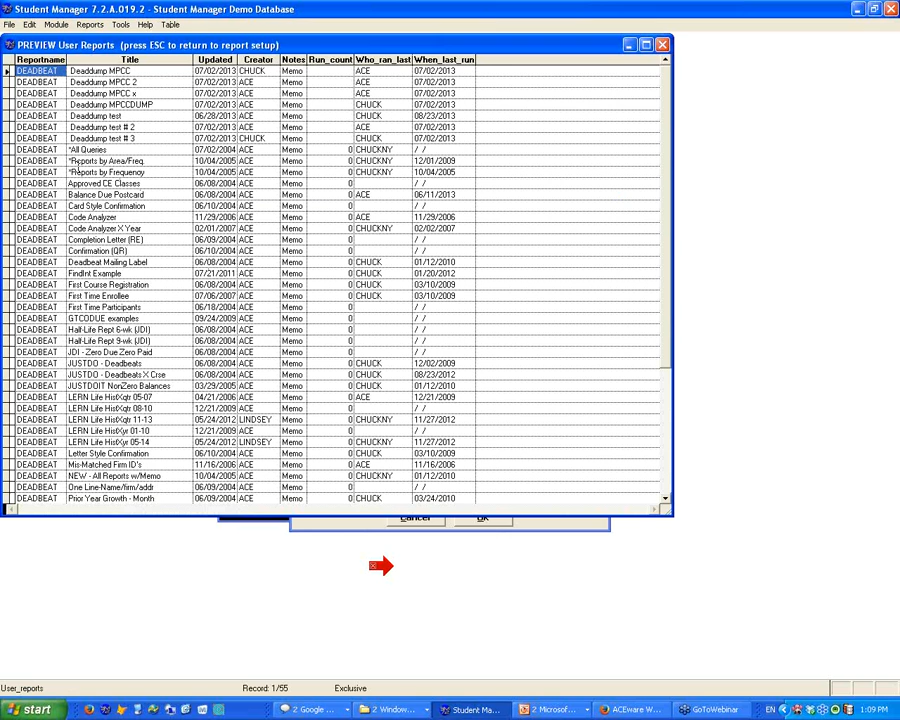 Student Manager 7.2.A.019.2 - Student Manager Demo Database
File Edit Module Reports Tools Help Table
PREVIEW User Reports (press ESC to return to report setup)
Reportname Title Updated Creator Notes Run_count Who_ran_last When_last_run
DEADBEAT Deaddump MPCC 07/02/2013 CHUCK Memo ACE 07/02/2013
DEADBEAT Deaddump MPCC 2 07/02/2013 ACE Memo ACE 07/02/2013
DEADBEAT Deaddump MPCC x 07/02/2013 ACE Memo ACE 07/02/2013
DEADBEAT Deaddump MPCCDUMP 07/02/2013 ACE Memo CHUCK 07/02/2013
DEADBEAT Deaddump test 06/28/2013 ACE Memo CHUCK 08/23/2013
DEADBEAT Deaddump test # 2 07/02/2013 ACE Memo ACE 07/02/2013
DEADBEAT Deaddump test # 3 07/02/2013 CHUCK Memo CHUCK 07/02/2013
DEADBEAT *All Queries 07/02/2004 ACE Memo 0 CHUCKNY / /
DEADBEAT *Reports by Area/Freq. 10/04/2005 ACE Memo 0 CHUCKNY 12/01/2009
DEADBEAT *Reports by Frequency 10/04/2005 ACE Memo 0 CHUCKNY 10/04/2005
DEADBEAT Approved CE Classes 06/08/2004 ACE Memo 0 / /
DEADBEAT Balance Due Postcard 06/08/2004 ACE Memo 0 ACE 06/11/2013
DEADBEAT Card Style Confirmation 06/10/2004 ACE Memo 0 / /
DEADBEAT Code Analyzer 11/29/2006 ACE Memo 0 ACE 11/29/2006
DEADBEAT Code Analyzer X Year 02/01/2007 ACE Memo 0 CHUCKNY 02/02/2007
DEADBEAT Completion Letter (RE) 06/09/2004 ACE Memo 0 / /
DEADBEAT Confirmation (QR) 06/10/2004 ACE Memo 0 / /
DEADBEAT Deadbeat Mailing Label 06/08/2004 ACE Memo 0 CHUCK 01/12/2010
DEADBEAT FindInt Example 07/21/2011 ACE Memo 0 CHUCK 01/20/2012
DEADBEAT First Course Registration 06/08/2004 ACE Memo 0 CHUCK 03/10/2009
DEADBEAT First Time Enrollee 07/06/2007 ACE Memo 0 CHUCK 03/10/2009
DEADBEAT First Time Participants 06/18/2004 ACE Memo 0 / /
DEADBEAT GTCODUE examples 09/24/2009 ACE Memo 0 / /
DEADBEAT Half-Life Rept 6-wk (JDI) 06/08/2004 ACE Memo 0 / /
DEADBEAT Half-Life Rept 9-wk (JDI) 06/08/2004 ACE Memo 0 / /
DEADBEAT JDI - Zero Due Zero Paid 06/08/2004 ACE Memo 0 / /
DEADBEAT JUSTDO - Deadbeats 06/08/2004 ACE Memo 0 CHUCK 12/02/2009
DEADBEAT JUSTDO - Deadbeats X Crse 06/08/2004 ACE Memo 0 CHUCK 08/23/2012
DEADBEAT JUSTDOIT NonZero Balances 03/29/2005 ACE Memo 0 CHUCK 01/12/2010
DEADBEAT LERN Life HistXqtr 05-07 04/21/2006 ACE Memo 0 ACE 12/21/2009
DEADBEAT LERN Life HistXqtr 08-10 12/21/2009 ACE Memo 0 / /
DEADBEAT LERN Life HistXqtr 11-13 05/24/2012 LINDSEY Memo 0 CHUCKNY 11/27/2012
DEADBEAT LERN Life HistXyr 01-10 12/21/2009 ACE Memo 0 / /
DEADBEAT LERN Life HistXyr 05-14 05/24/2012 LINDSEY Memo 0 CHUCKNY 11/27/2012
DEADBEAT Letter Style Confirmation 06/10/2004 ACE Memo 0 CHUCK 03/10/2009
DEADBEAT Mis-Matched Firm ID's 11/16/2006 ACE Memo 0 ACE 11/16/2006
DEADBEAT NEW - All Reports w/Memo 10/04/2005 ACE Memo 0 CHUCKNY 01/12/2010
DEADBEAT One Line-Name/firm/addr 06/09/2004 ACE Memo 0 / /
DEADBEAT Prior Year Growth - Month 06/09/2004 ACE Memo 0 CHUCK 03/24/2010
Cancel OK
User_reports Record: 1/55 Exclusive
start 2 Google ... 2 Window... Student Ma... 2 Microsof... ACEware W... GoToWebinar EN 1:09 PM